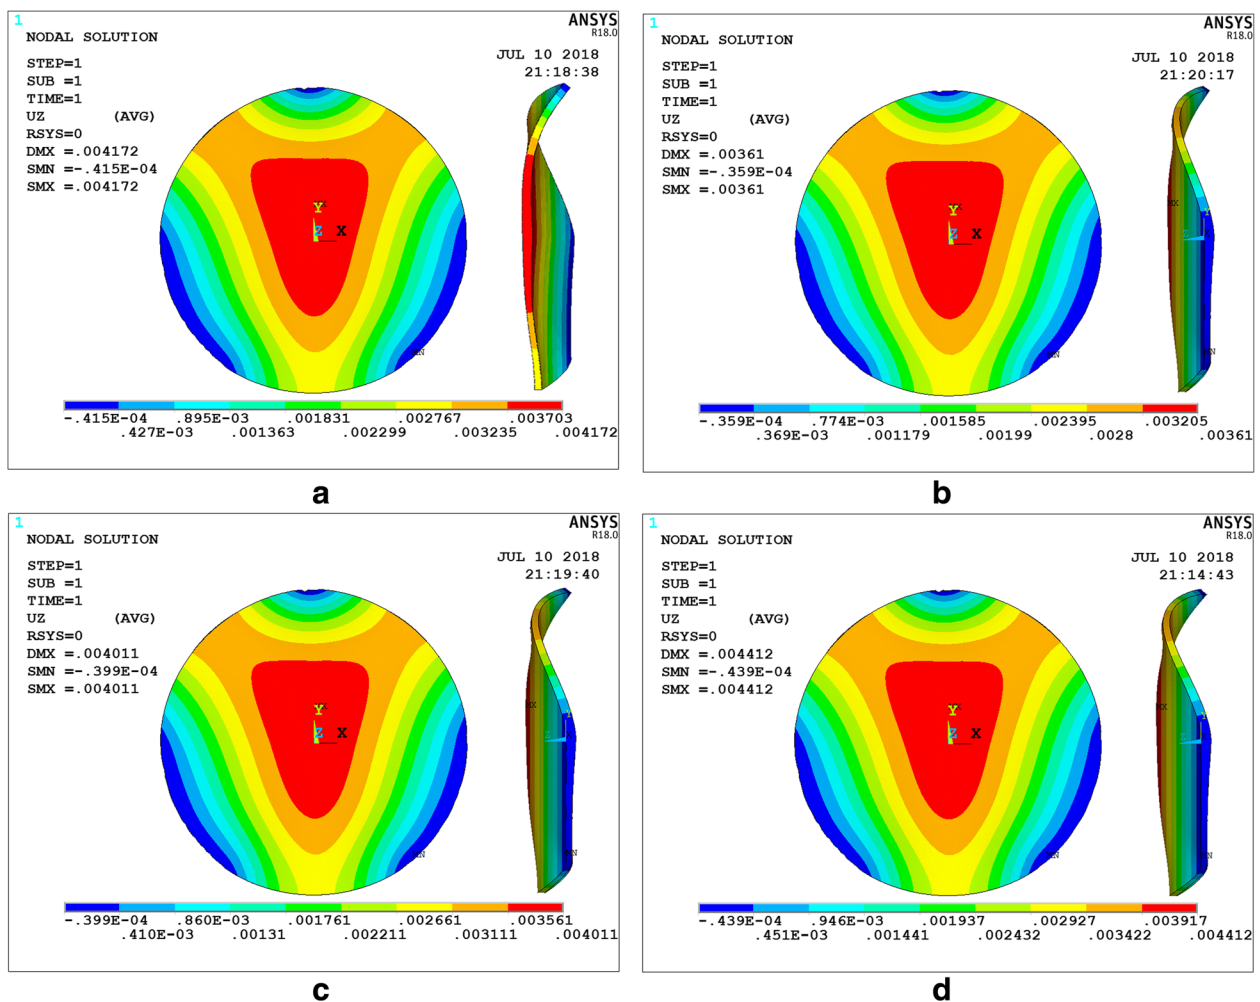 1
ANSYS
R18.0
NODAL SOLUTION
JUL 10 2018
21:18:38
STEP=1
SUB =1
TIME=1
UZ (AVG)
RSYS=0
DMX =.004172
SMN =-.415E-04
SMX =.004172
Y
Z
X
MN
-.415E-04 .895E-03 .001831 .002767 .003703
.427E-03 .001363 .002299 .003235 .004172
a
1
ANSYS
R18.0
NODAL SOLUTION
JUL 10 2018
21:20:17
STEP=1
SUB =1
TIME=1
UZ (AVG)
RSYS=0
DMX =.00361
SMN =-.359E-04
SMX =.00361
Y
Z
X
MN
MX
Y
Z
MN
-.359E-04 .774E-03 .001585 .002395 .003205
.369E-03 .001179 .00199 .0028 .00361
b
1
ANSYS
R18.0
NODAL SOLUTION
JUL 10 2018
21:19:40
STEP=1
SUB =1
TIME=1
UZ (AVG)
RSYS=0
DMX =.004011
SMN =-.399E-04
SMX =.004011
Y
Z
X
MN
MX
Z
MN
-.399E-04 .860E-03 .001761 .002661 .003561
.410E-03 .00131 .002211 .003111 .004011
c
1
ANSYS
R18.0
NODAL SOLUTION
JUL 10 2018
21:14:43
STEP=1
SUB =1
TIME=1
UZ (AVG)
RSYS=0
DMX =.004412
SMN =-.439E-04
SMX =.004412
Y
Z
X
MN
MX
Y
Z
MN
-.439E-04 .946E-03 .001937 .002927 .003917
.451E-03 .001441 .002432 .003422 .004412
d